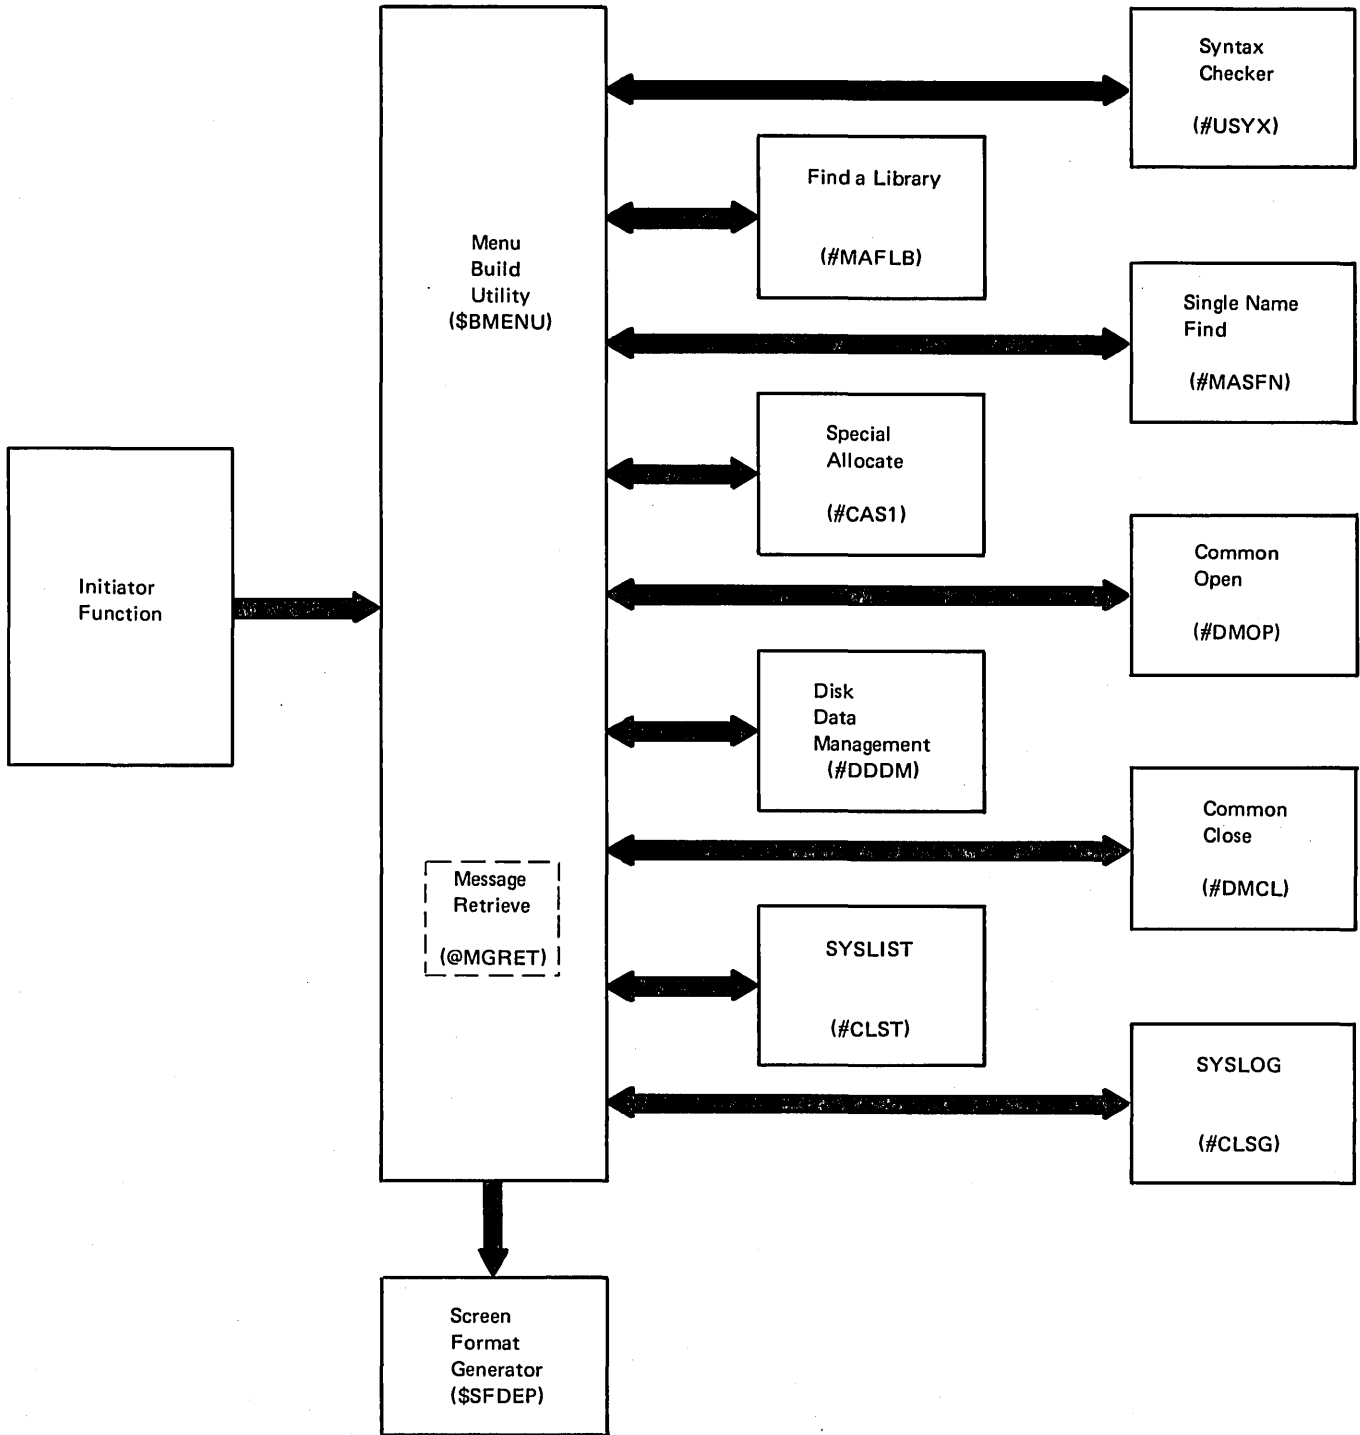 Syntax
Checker
(#USYX)
Find a Library
(#MAFLB)
Menu
Build
Utility
($BMENU)
Single Name
Find
(#MASFN)
Special
Allocate
(#CAS1)
Initiator
Function
Common
Open
(#DMOP)
Disk
Data
Management
(#DDDM)
Common
Close
(#DMCL)
Message
Retrieve
(@MGRET)
SYSLIST
(#CLST)
SYSLOG
(#CLSG)
Screen
Format
Generator
($SFDEP)